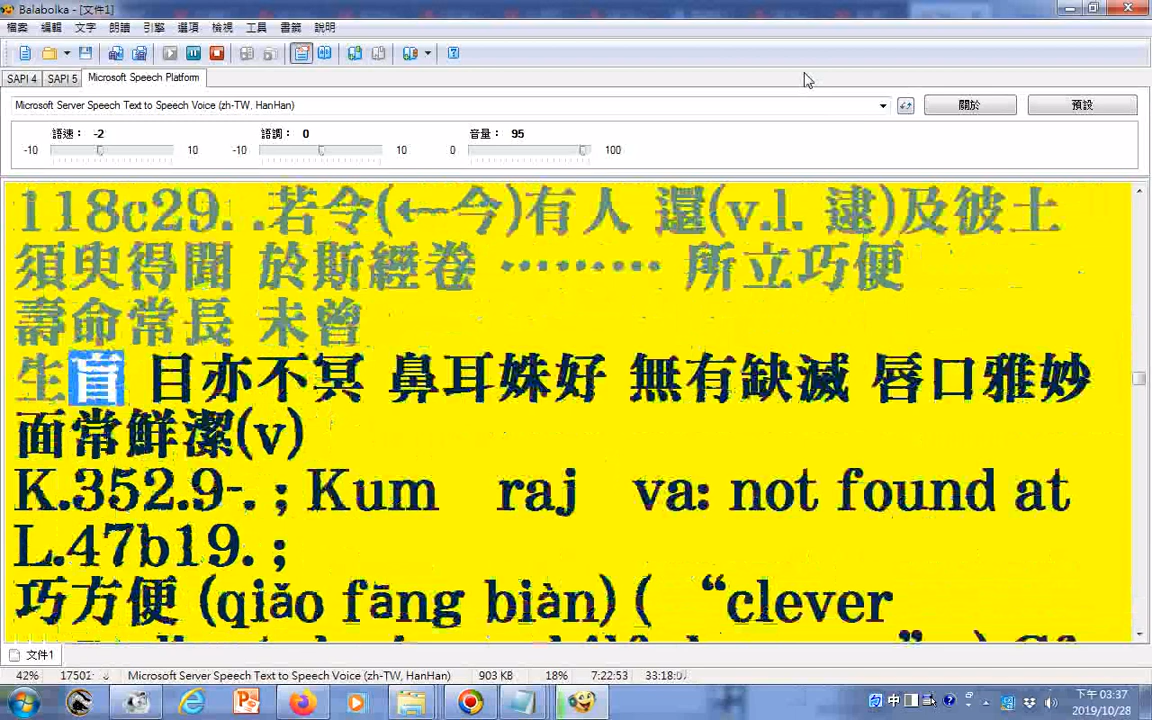 Balabolka - [文件1]
檔案 編輯 文字 朗讀 引擎 選項 檢視 工具 書籤 說明
SAPI 4 SAPI 5 Microsoft Speech Platform
Microsoft Server Speech Text to Speech Voice (zh-TW, HanHan) 關於 預設
語速： -2 語調： 0 音量： 95
-10 10 -10 10 0 100
118c29. .若令(←今)有人 還(v.l. 逮)及彼土
須臾得聞 於斯經卷 ········· 所立巧便
壽命常長 未曾
生盲 目亦不冥 鼻耳姝好 無有缺減 唇口雅妙
面常鮮潔(v)
K.352.9-. ; Kum raj va: not found at
L.47b19. ;
巧方便 (qiǎo fāng biàn) ( “clever
文件1
42% 17501: Microsoft Server Speech Text to Speech Voice (zh-TW, HanHan) 903 KB 18% 7:22:53 33:18:0
中 下午 03:37
2019/10/28